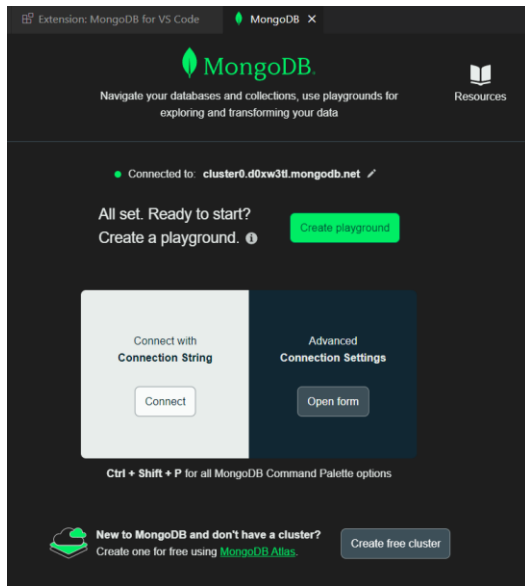 Extension: MongoDB for VS Code MongoDB X
MongoDB.
Resources
Navigate your databases and collections, use playgrounds for
exploring and transforming your data
Connected to: cluster0.d0xw3tl.mongodb.net
All set. Ready to start?
Create a playground.
Create playground
Connect with
Connection String
Connect
Advanced
Connection Settings
Open form
Ctrl + Shift + P for all MongoDB Command Palette options
New to MongoDB and don't have a cluster?
Create one for free using MongoDB Atlas.
Create free cluster